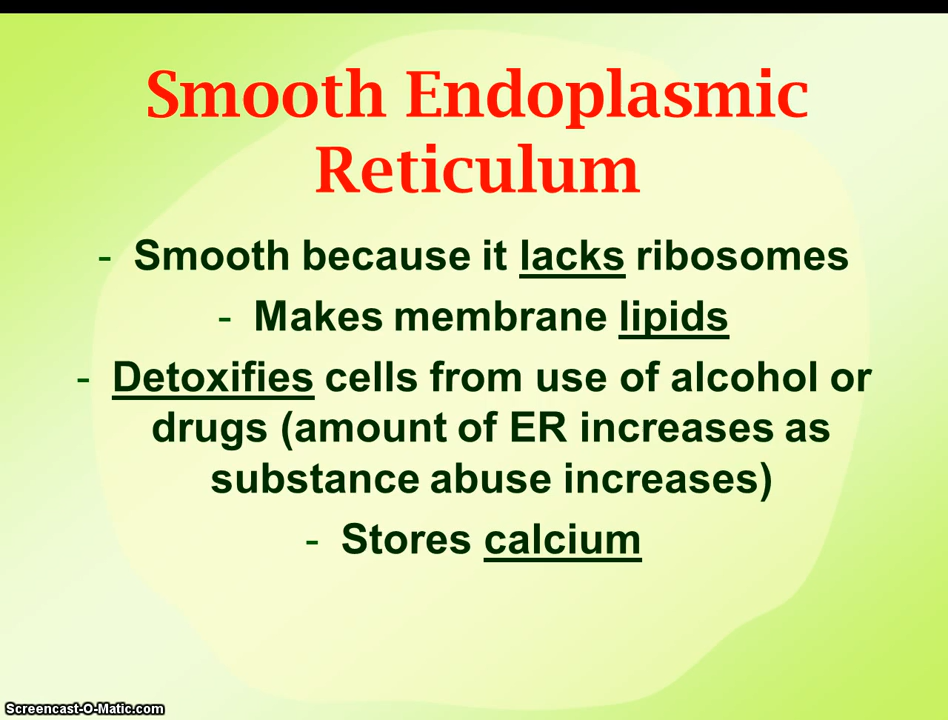 Smooth Endoplasmic
Reticulum
- Smooth because it lacks ribosomes
- Makes membrane lipids
- Detoxifies cells from use of alcohol or
drugs (amount of ER increases as
substance abuse increases)
- Stores calcium
Screencast-O-Matic.com